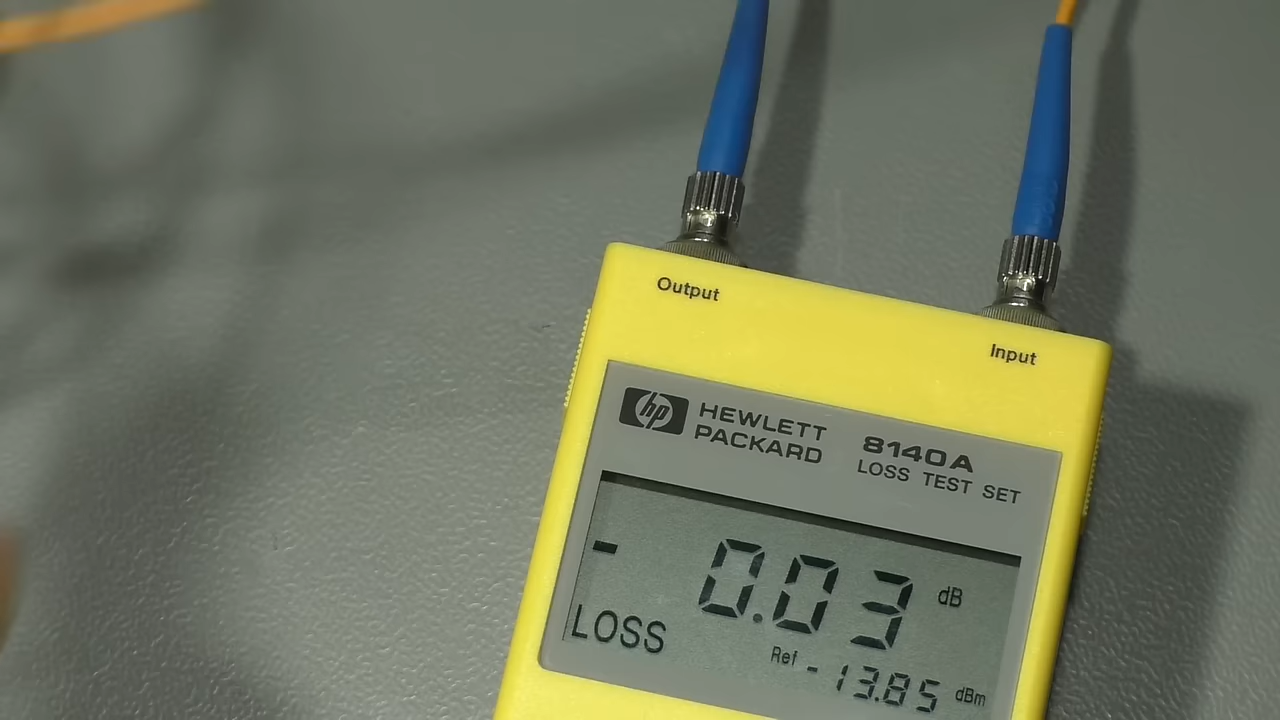 Output
Input
hp HEWLETT PACKARD
8140A
LOSS TEST SET
- 0.03 dB
LOSS
Ref -13.85 dBm